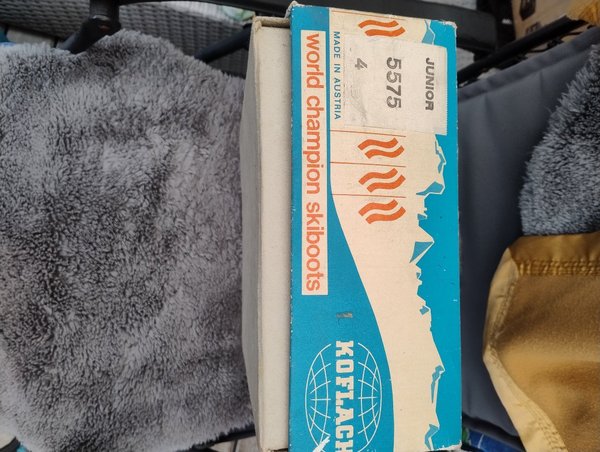 JUNIOR
5575
4
MADE IN AUSTRIA
world champion skiboots
KOFLACH